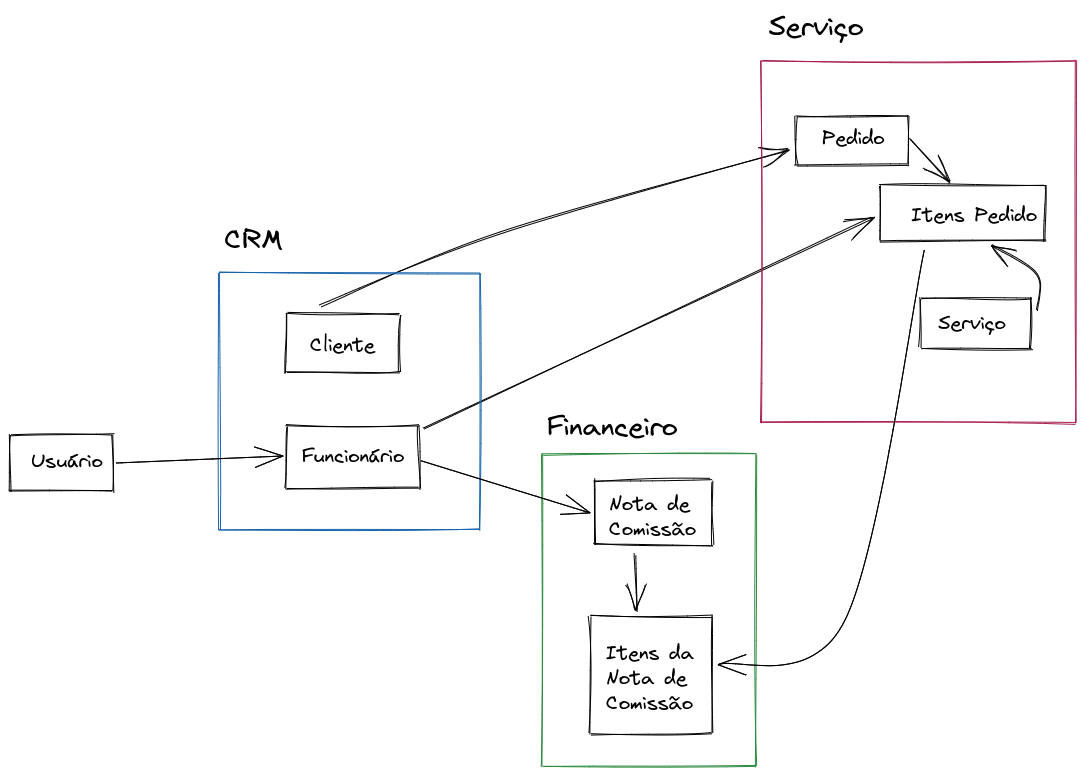 Serviço
Pedido
Itens Pedido
Serviço
CRM
Cliente
Funcionário
Usuário
Financeiro
Nota de
Comissão
Itens da
Nota de
Comissão